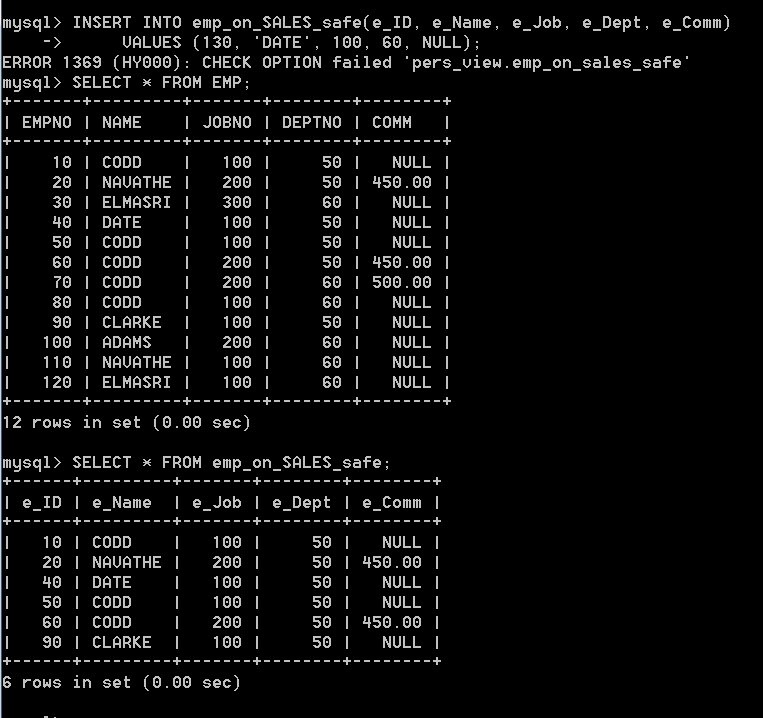 mysql> INSERT INTO emp_on_SALES_safe(e_ID, e_Name, e_Job, e_Dept, e_Comm)
    ->      VALUES (130, 'DATE', 100, 60, NULL);
ERROR 1369 (HY000): CHECK OPTION failed 'pers_view.emp_on_sales_safe'
mysql> SELECT * FROM EMP;
+-------+---------+-------+--------+--------+
| EMPNO | NAME    | JOBNO | DEPTNO | COMM   |
+-------+---------+-------+--------+--------+
|    10 | CODD    |   100 |     50 |   NULL |
|    20 | NAVATHE |   200 |     50 | 450.00 |
|    30 | ELMASRI |   300 |     60 |   NULL |
|    40 | DATE    |   100 |     50 |   NULL |
|    50 | CODD    |   100 |     50 |   NULL |
|    60 | CODD    |   200 |     50 | 450.00 |
|    70 | CODD    |   200 |     60 | 500.00 |
|    80 | CODD    |   100 |     60 |   NULL |
|    90 | CLARKE  |   100 |     50 |   NULL |
|   100 | ADAMS   |   200 |     60 |   NULL |
|   110 | NAVATHE |   100 |     60 |   NULL |
|   120 | ELMASRI |   100 |     60 |   NULL |
+-------+---------+-------+--------+--------+
12 rows in set (0.00 sec)
mysql> SELECT * FROM emp_on_SALES_safe;
+------+---------+-------+--------+--------+
| e_ID | e_Name  | e_Job | e_Dept | e_Comm |
+------+---------+-------+--------+--------+
|   10 | CODD    |   100 |     50 |   NULL |
|   20 | NAVATHE |   200 |     50 | 450.00 |
|   40 | DATE    |   100 |     50 |   NULL |
|   50 | CODD    |   100 |     50 |   NULL |
|   60 | CODD    |   200 |     50 | 450.00 |
|   90 | CLARKE  |   100 |     50 |   NULL |
+------+---------+-------+--------+--------+
6 rows in set (0.00 sec)